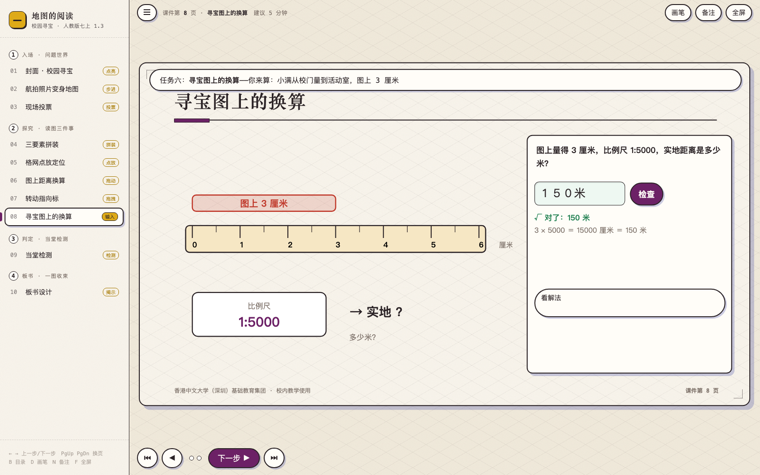 地图的阅读
校园寻宝 · 人教版七上 1.3
1 入场 · 问题世界
01 封面·校园寻宝 点亮
02 航拍照片变身地图 步进
03 现场投票 投票
2 探究 · 读图三件事
04 三要素拼装 拼装
05 格网点放定位 点放
06 图上距离换算 拖动
07 转动指向标 拖拽
08 寻宝图上的换算 输入
3 判定 · 当堂检测
09 当堂检测 检测
4 板书 · 一图收束
10 板书设计
← → 上一步/下一步 PgUp PgDn 换页
B 目录 D 画笔 N 备注 F 全屏
课件第 8 页 · 寻宝图上的换算 建议 5 分钟
画笔 备注 全屏
任务六：寻宝图上的换算——你来算：小满从校门量到活动室，图上 3 厘米
寻宝图上的换算
图上 3 厘米
0 1 2 3 4 5 6 厘米
比例尺
1:5000
→ 实地 ？
多少米？
图上量得 3 厘米，比例尺 1:5000，实地距离是多少米？
150米 检查
√ 对了：150 米
3 × 5000 ＝ 15000 厘米 ＝ 150 米
看解法
香港中文大学（深圳）基础教育集团 · 校内教学使用
课件第 8 页
下一步 ▶